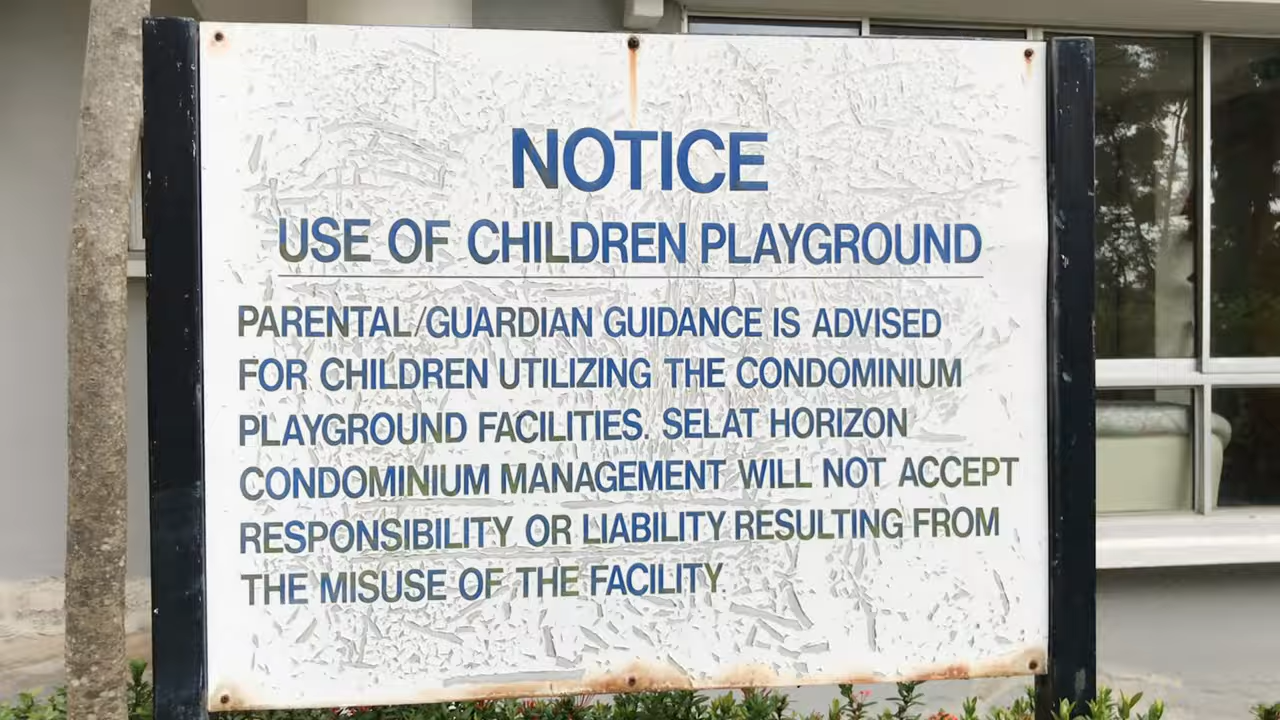 NOTICE
USE OF CHILDREN PLAYGROUND
PARENTAL/GUARDIAN GUIDANCE IS ADVISED
FOR CHILDREN UTILIZING THE CONDOMINIUM
PLAYGROUND FACILITIES. SELAT HORIZON
CONDOMINIUM MANAGEMENT WILL NOT ACCEPT
RESPONSIBILITY OR LIABILITY RESULTING FROM
THE MISUSE OF THE FACILITY.